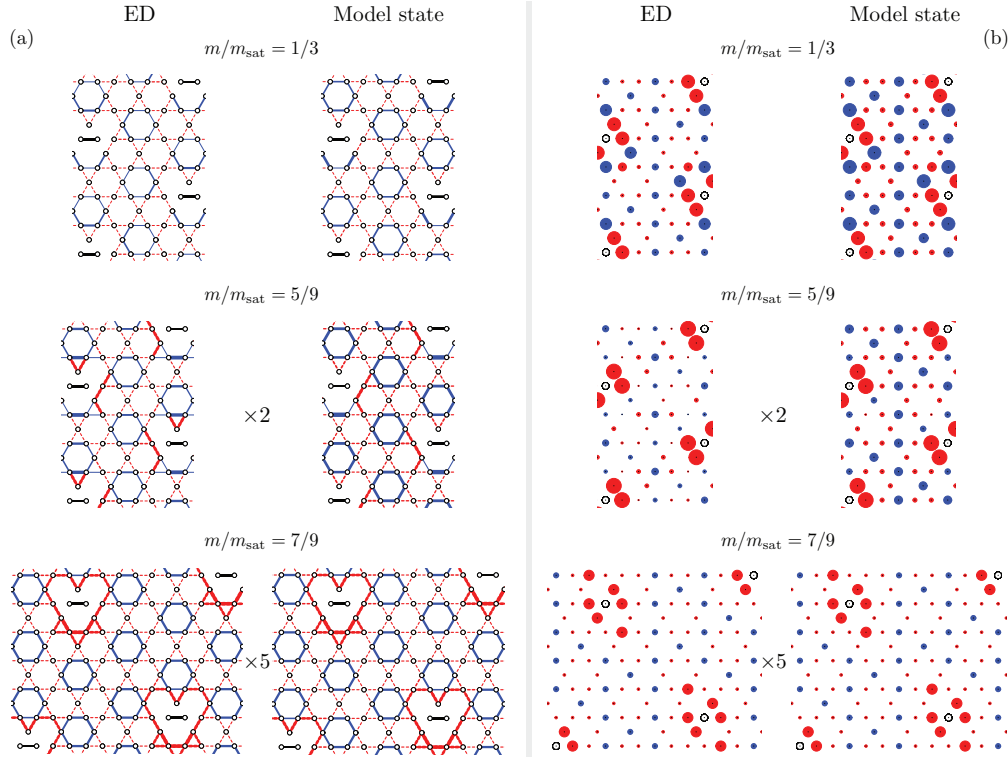 ED Model state
(a)
m/m_sat = 1/3
m/m_sat = 5/9
×2
m/m_sat = 7/9
×5
ED Model state
(b)
m/m_sat = 1/3
m/m_sat = 5/9
×2
m/m_sat = 7/9
×5